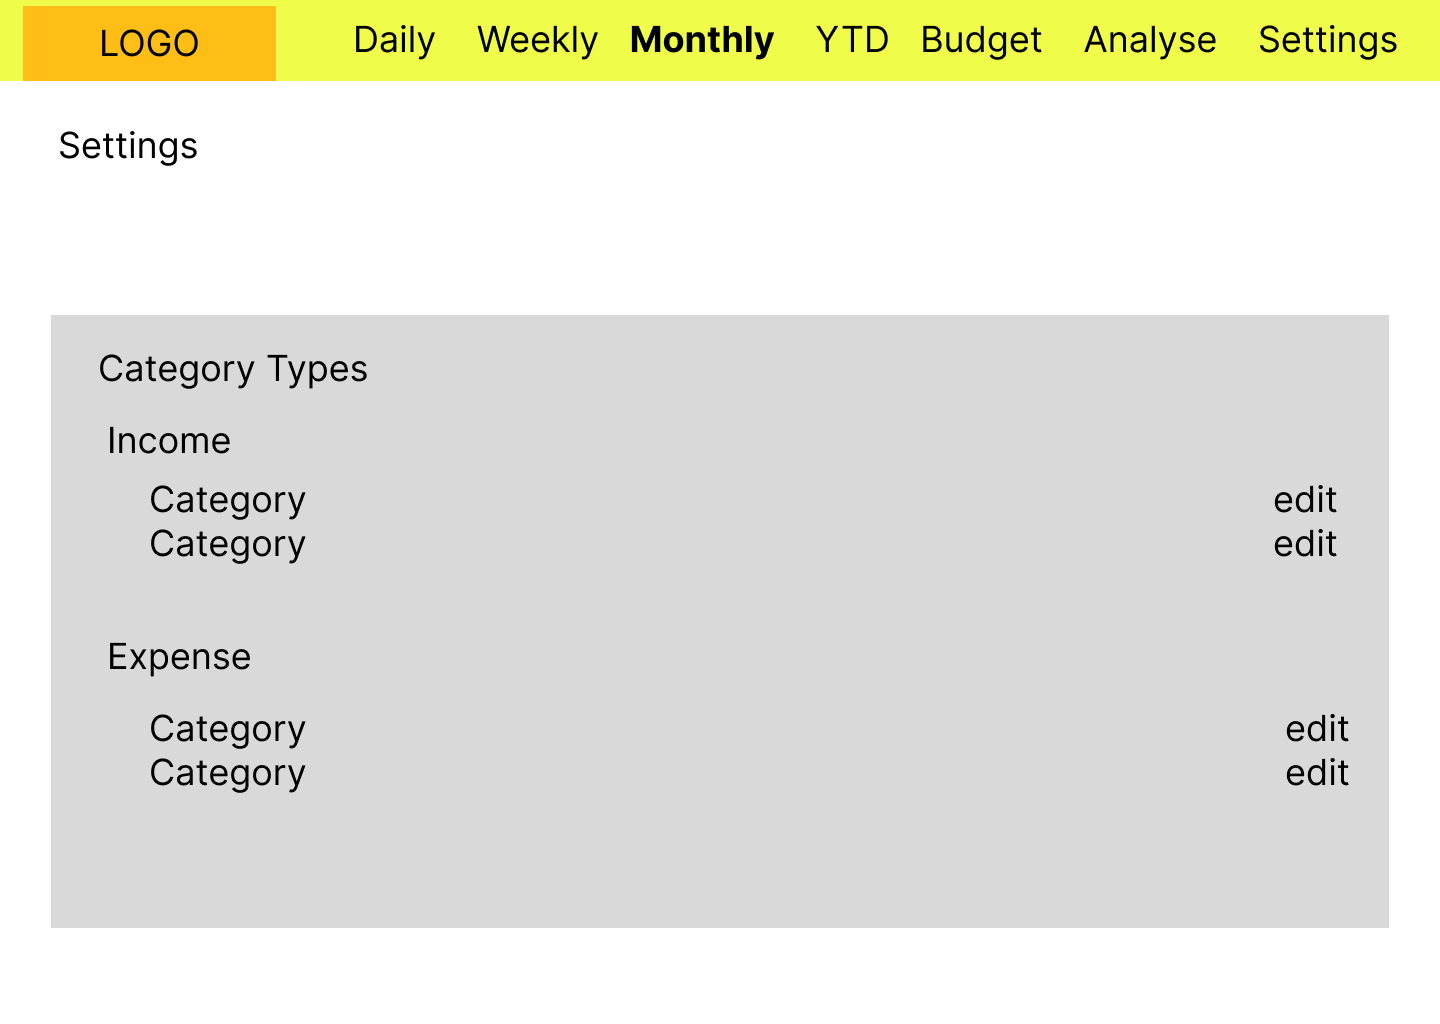 LOGO Daily Weekly Monthly YTD Budget Analyse Settings
Settings
Category Types
Income
Category edit
Category edit
Expense
Category edit
Category edit